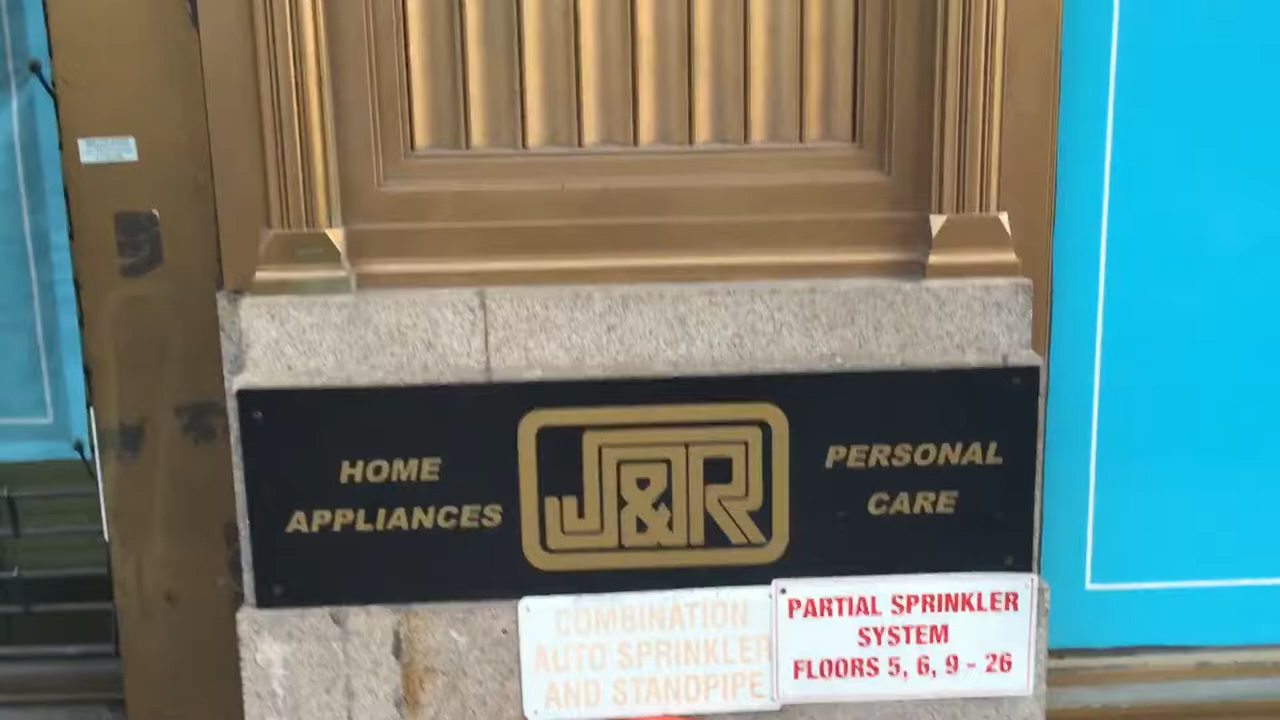 HOME
APPLIANCES
J&R
PERSONAL
CARE
COMBINATION
AUTO SPRINKLER
AND STANDPIPE
PARTIAL SPRINKLER
SYSTEM
FLOORS 5, 6, 9 - 26